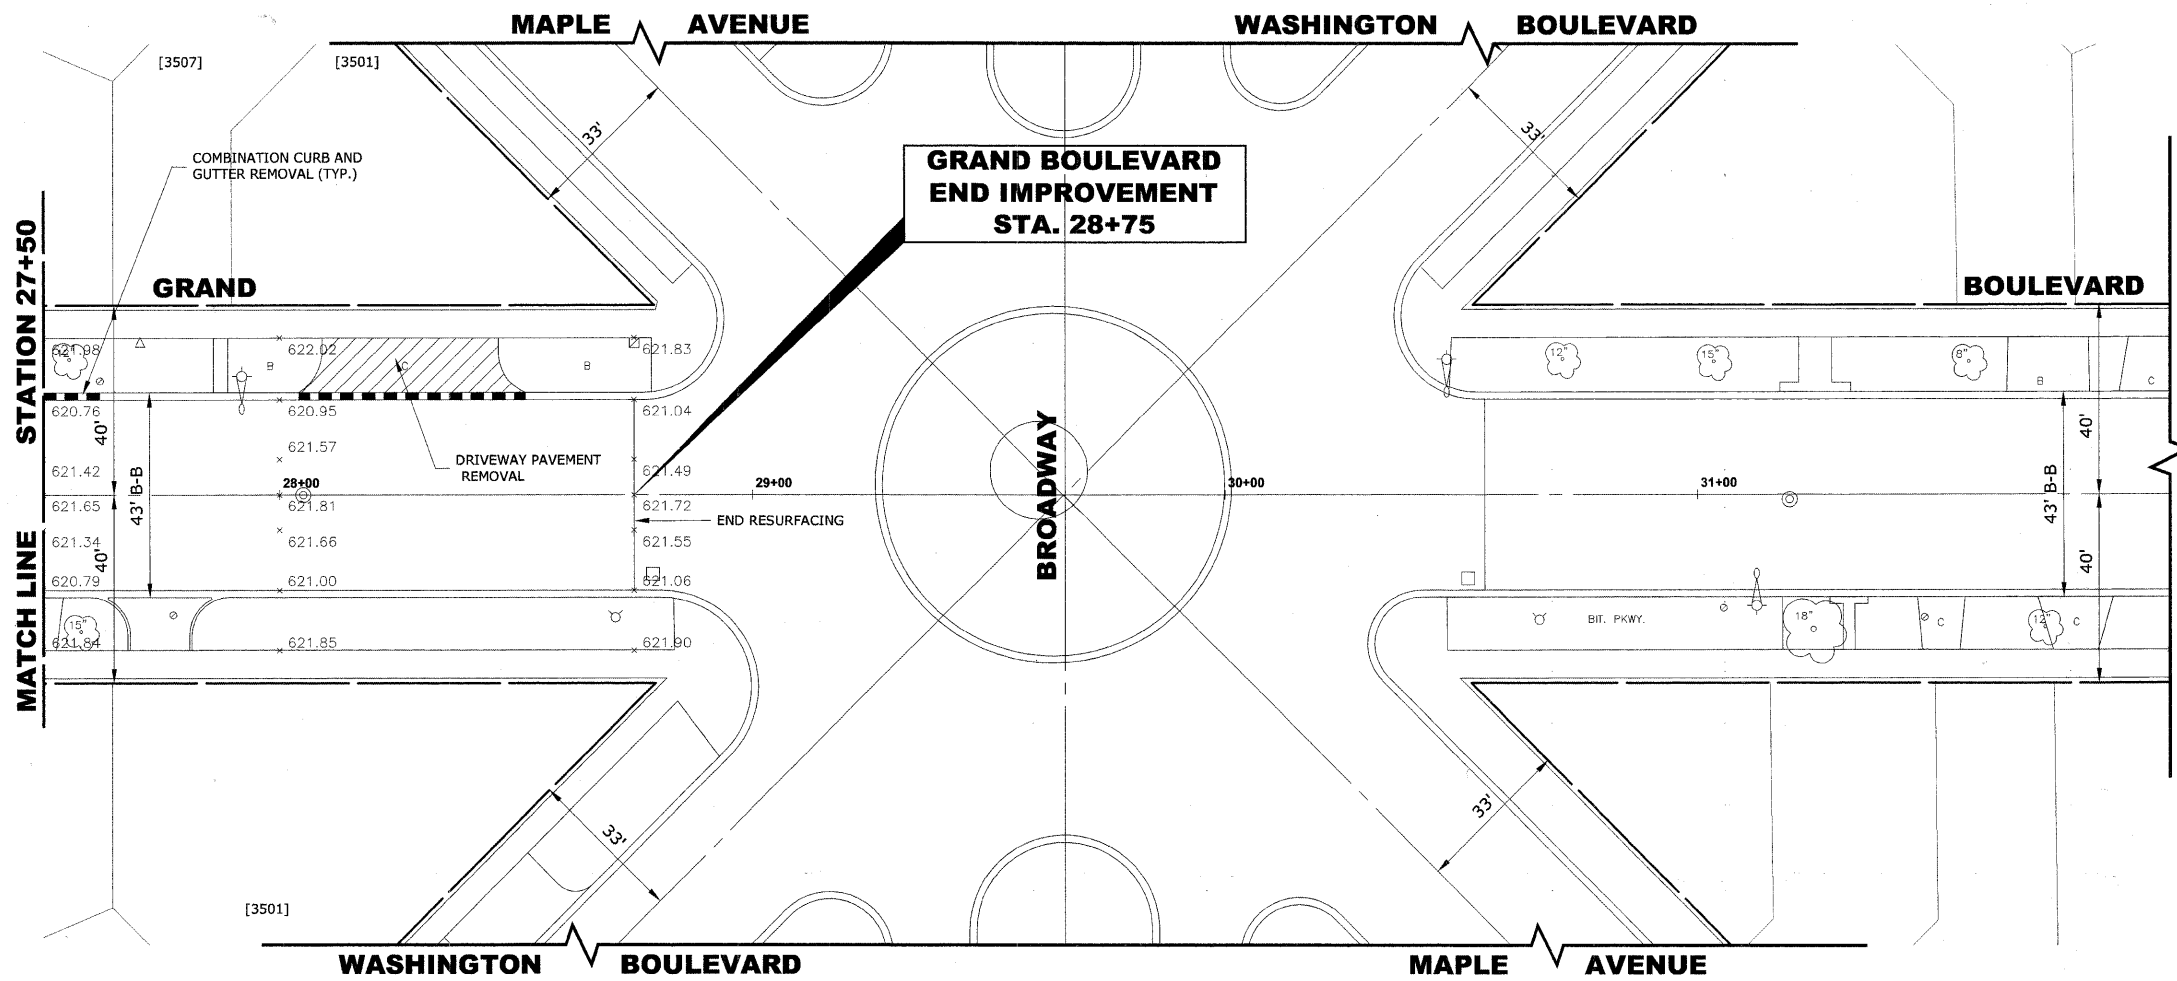 MAPLE AVENUE
WASHINGTON BOULEVARD
[3507]
[3501]
COMBINATION CURB AND
GUTTER REMOVAL (TYP.)
33'
33'
GRAND BOULEVARD
END IMPROVEMENT
STA. 28+75
GRAND
BOULEVARD
MATCH LINE STATION 27+50
621.98
622.02
621.83
B
C
B
12"
15"
8"
B
C
620.76
620.95
621.04
40'
43' B-B
621.57
621.42
621.49
DRIVEWAY PAVEMENT
REMOVAL
28+00
29+00
30+00
31+00
621.65
621.81
621.72
END RESURFACING
621.34
621.66
621.55
40'
620.79
621.00
621.06
BROADWAY
40'
43' B-B
40'
15"
621.84
621.85
621.90
BIT. PKWY.
18"
C
12"
C
33'
33'
[3501]
WASHINGTON BOULEVARD
MAPLE AVENUE